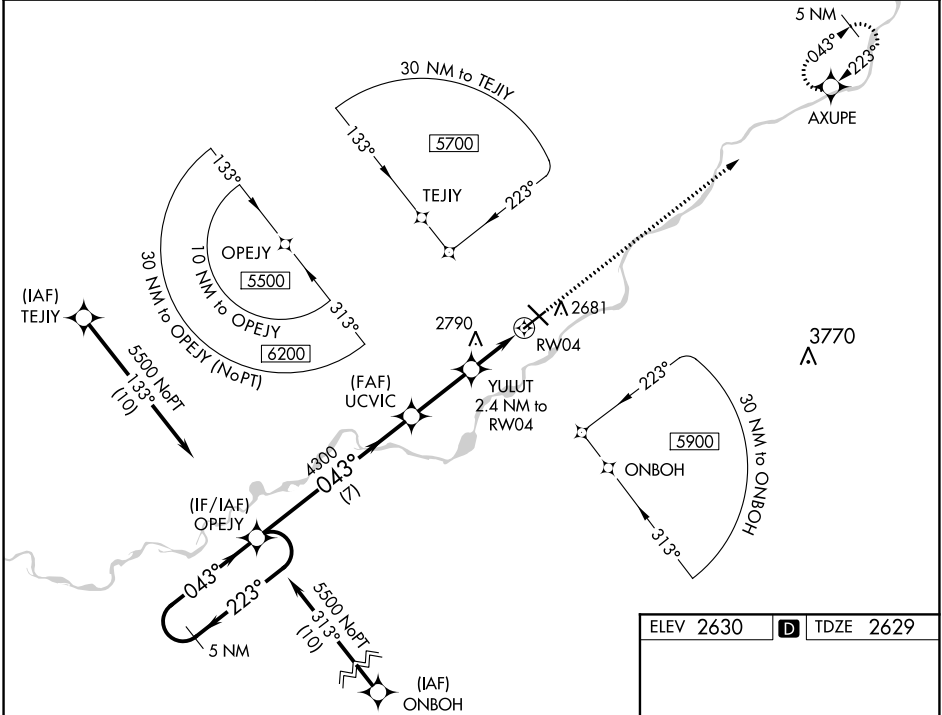 5 NM
043°
223°
AXUPE
30 NM to TEJIY
133°
5700
TEJIY
223°
133°
OPEJY
5500
10 NM to OPEJY
313°
30 NM to OPEJY (NoPT)
6200
(IAF)
TEJIY
5500 NoPT
133°
(10)
2790
2681
RW04
3770
(FAF)
UCVIC
YULUT
2.4 NM to
RW04
223°
30 NM to ONBOH
5900
ONBOH
313°
4300
043°
(7)
(IF/IAF)
OPEJY
043°
223°
5 NM
5500 NoPT
313°
(10)
(IAF)
ONBOH
ELEV 2630 D TDZE 2629